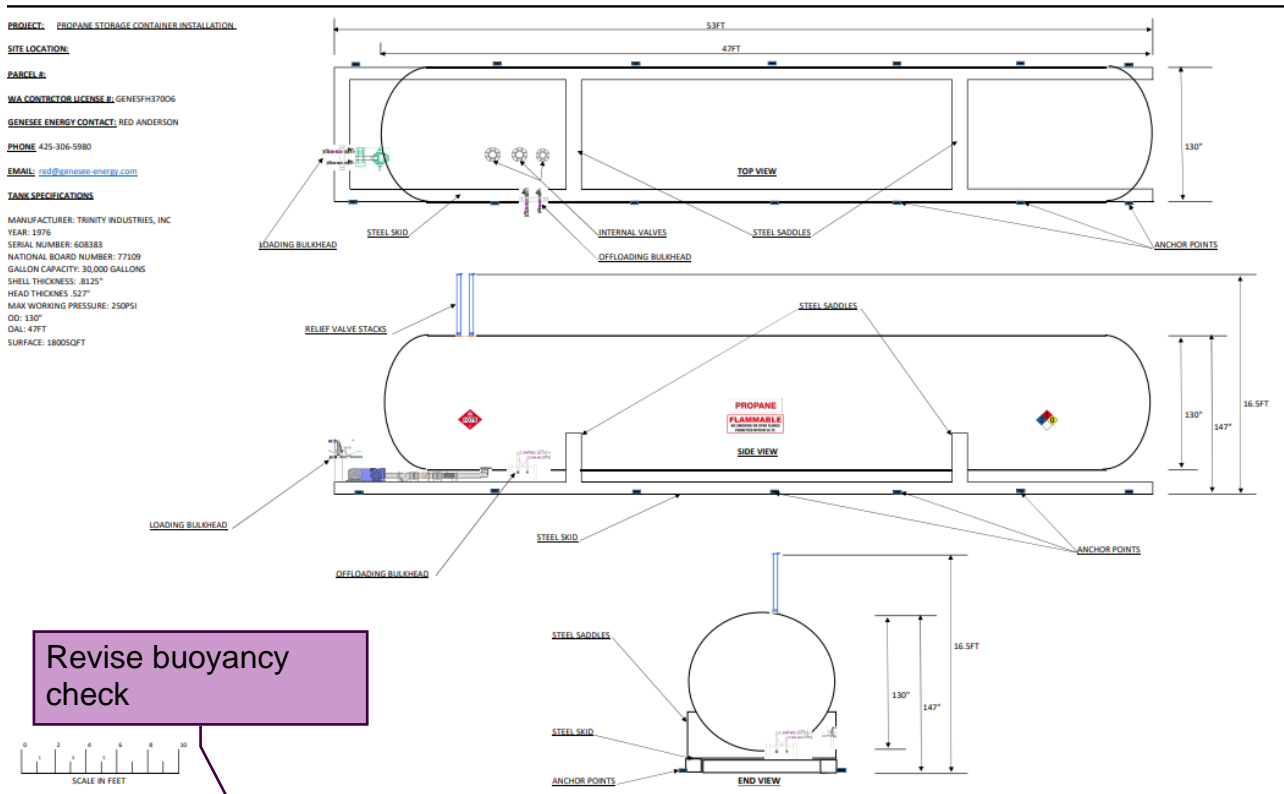 PROJECT: PROPANE STORAGE CONTAINER INSTALLATION
SITE LOCATION:
PARCEL #:
WA CONTRCTOR LICENSE #: GENESFH370O6
GENESEE ENERGY CONTACT: RED ANDERSON
PHONE 425-306-5980
EMAIL: red@genesee-energy.com
TANK SPECIFICATIONS
MANUFACTURER: TRINITY INDUSTRIES, INC
YEAR: 1976
SERIAL NUMBER: 608383
NATIONAL BOARD NUMBER: 77109
GALLON CAPACITY: 30,000 GALLONS
SHELL THICKNESS: .8125"
HEAD THICKNES .527"
MAX WORKING PRESSURE: 250PSI
OD: 130"
OAL: 47FT
SURFACE: 1800SQFT
53FT
47FT
130"
TOP VIEW
LOADING BULKHEAD
STEEL SKID
INTERNAL VALVES
OFFLOADING BULKHEAD
STEEL SADDLES
ANCHOR POINTS
STEEL SADDLES
RELIEF VALVE STACKS
PROPANE
FLAMMABLE
SIDE VIEW
130"
147"
16.5FT
LOADING BULKHEAD
STEEL SKID
ANCHOR POINTS
OFFLOADING BULKHEAD
STEEL SADDLES
16.5FT
130"
147"
STEEL SKID
ANCHOR POINTS
END VIEW
Revise buoyancy
check
0 2 4 6 8 10
SCALE IN FEET